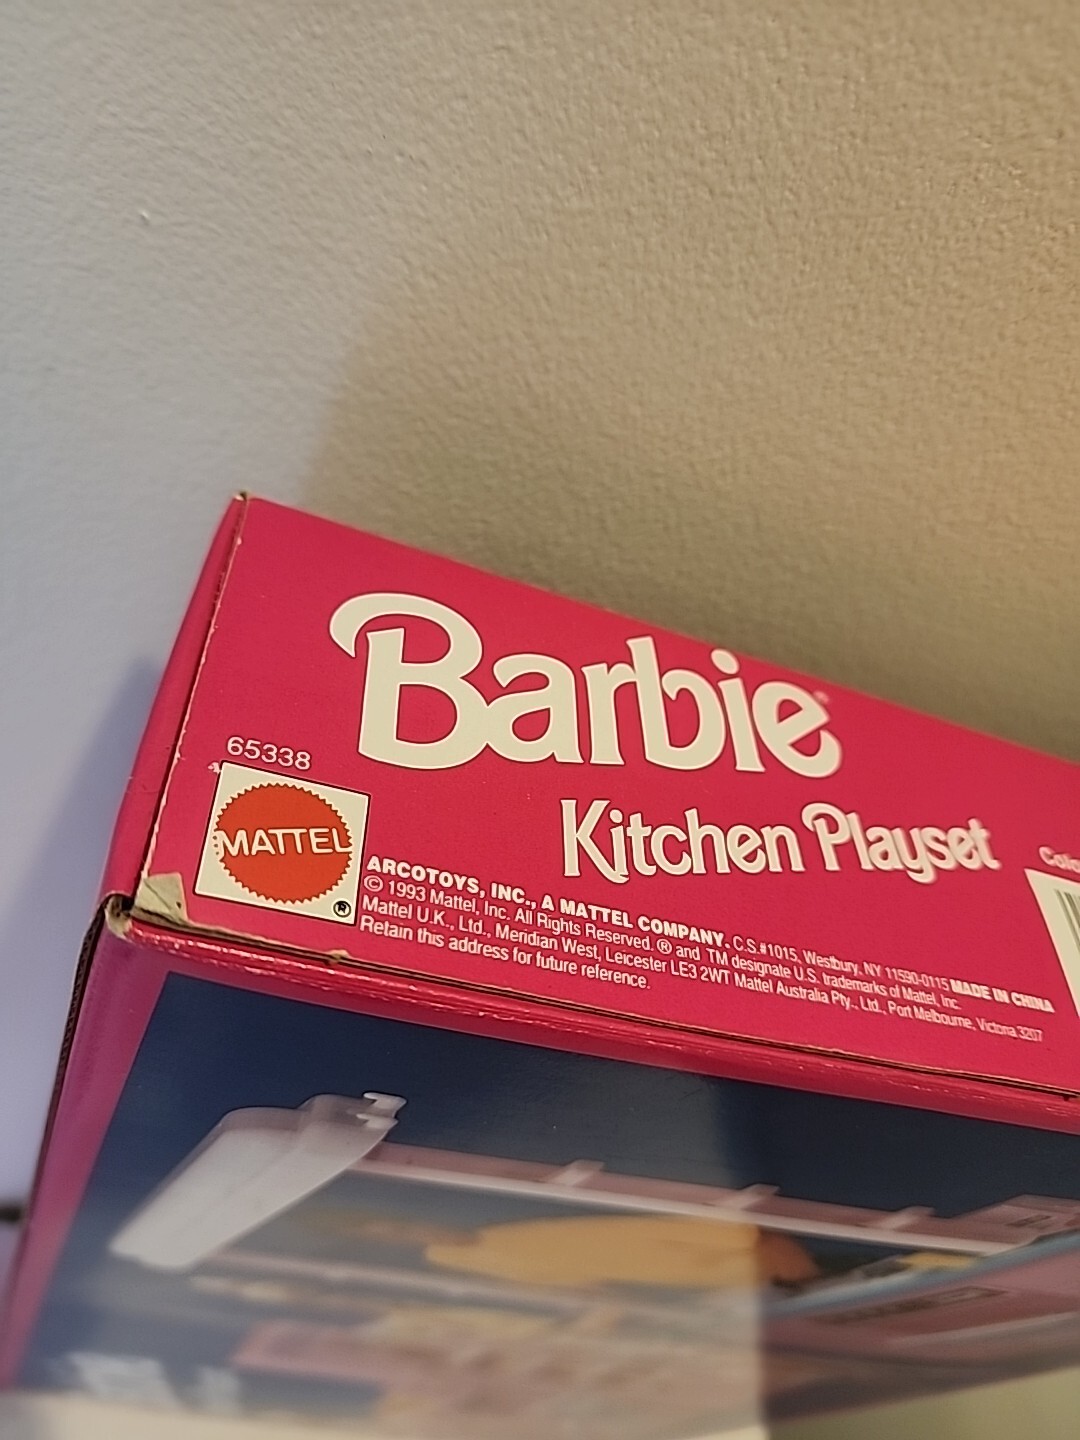 Barbie®
Kitchen Playset
65338
MATTEL
®
ARCOTOYS, INC., A MATTEL COMPANY. C.S.#1015, Westbury, NY 11590-0115 MADE IN CHINA
© 1993 Mattel, Inc. All Rights Reserved. ® and TM designate U.S. trademarks of Mattel, Inc.
Mattel U.K., Ltd., Meridian West, Leicester LE3 2WT Mattel Australia Pty., Ltd., Port Melbourne, Victoria 3207
Retain this address for future reference.